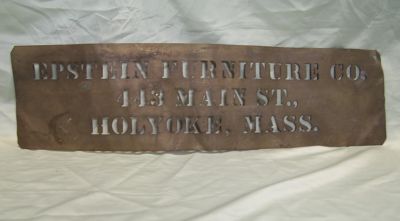 EPSTEIN FURNITURE CO.
443 MAIN ST.,
HOLYOKE, MASS.